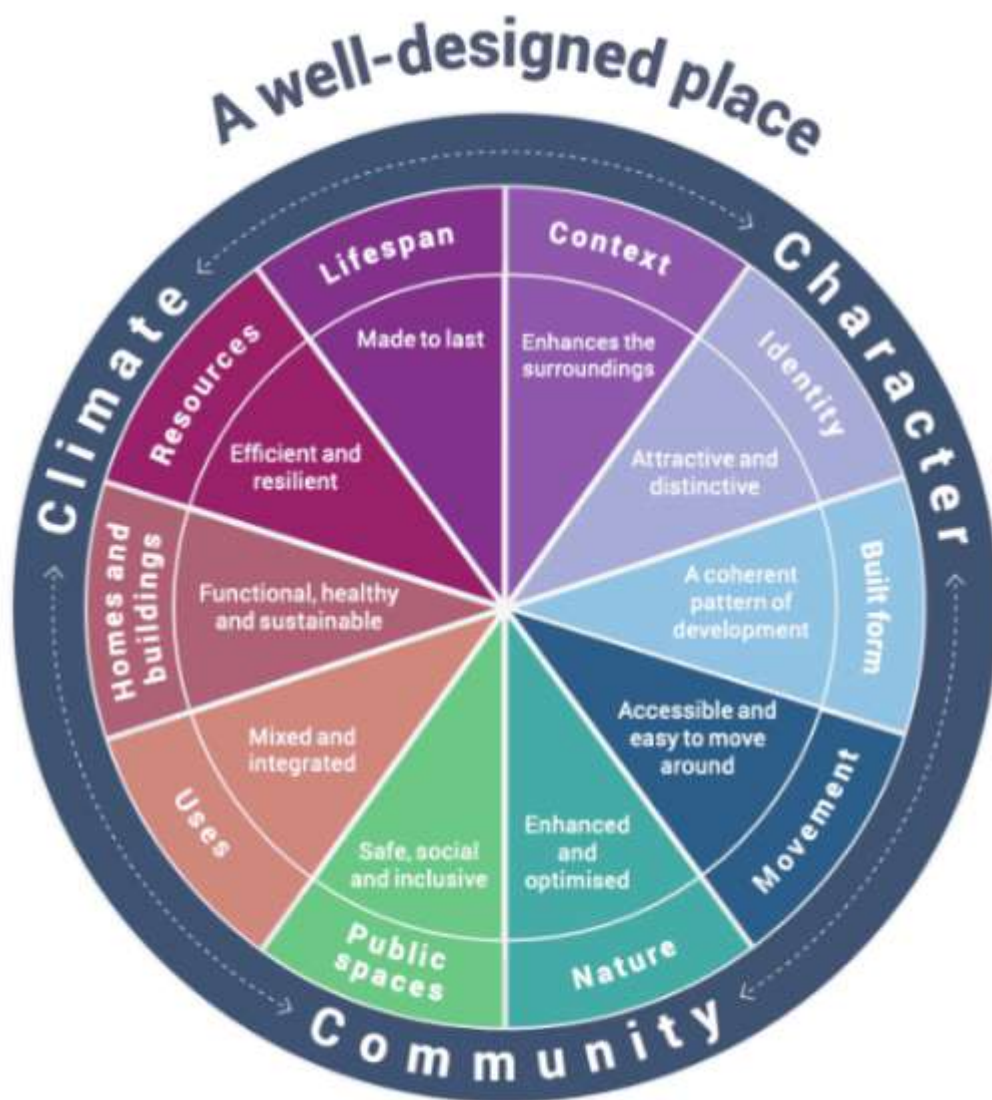 A well-designed place
Climate
Character
Community
Context
Enhances the
surroundings
Identity
Attractive and
distinctive
Built form
A coherent
pattern of
development
Movement
Accessible and
easy to move
around
Nature
Enhanced
and
optimised
Public
spaces
Safe, social
and inclusive
Uses
Mixed and
integrated
Homes and
buildings
Functional, healthy
and sustainable
Resources
Efficient and
resilient
Lifespan
Made to last